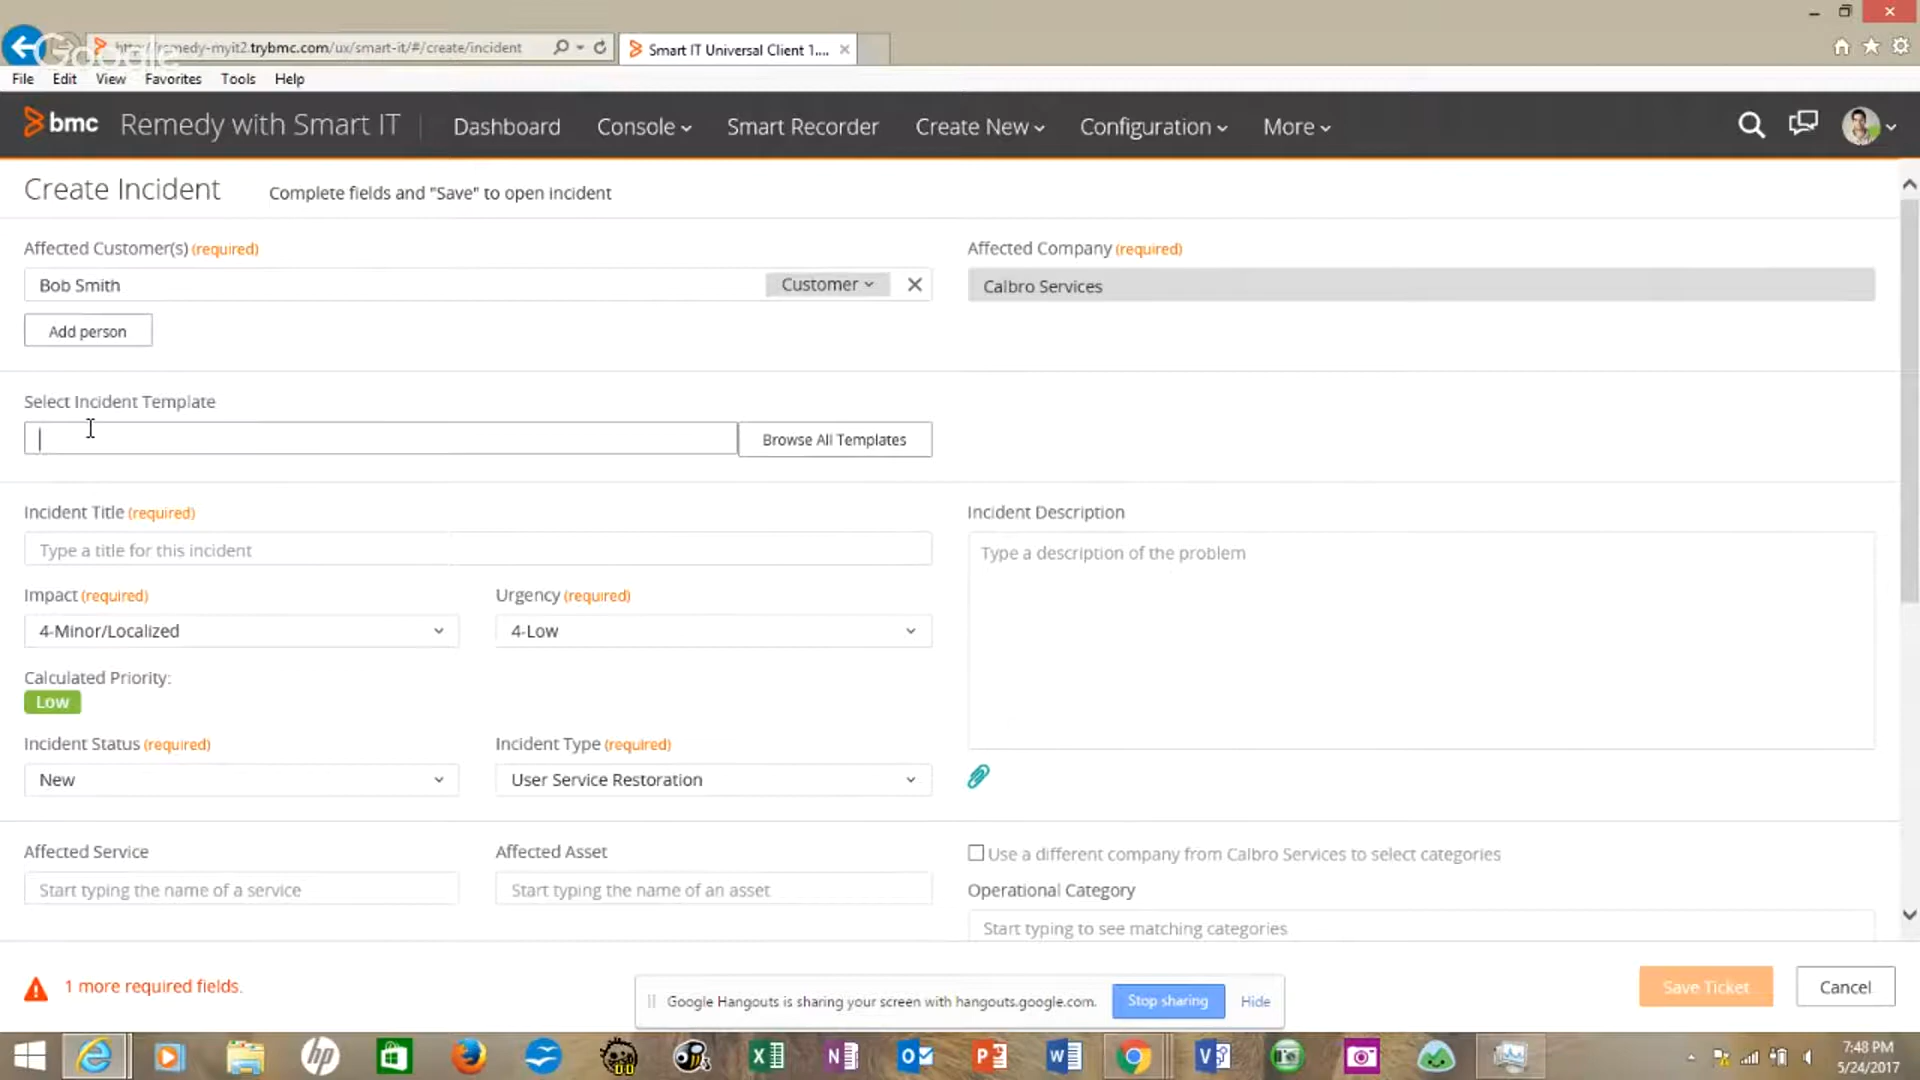 Google
http://remedy-myit2.trybmc.com/ux/smart-it/#/create/incident
Smart IT Universal Client 1....
File Edit View Favorites Tools Help
bmc Remedy with Smart IT Dashboard Console Smart Recorder Create New Configuration More
Create Incident Complete fields and "Save" to open incident
Affected Customer(s) (required) Affected Company (required)
Bob Smith Customer Calbro Services
Add person
Select Incident Template
Browse All Templates
Incident Title (required) Incident Description
Type a title for this incident Type a description of the problem
Impact (required) Urgency (required)
4-Minor/Localized 4-Low
Calculated Priority:
Low
Incident Status (required) Incident Type (required)
New User Service Restoration
Affected Service Affected Asset Use a different company from Calbro Services to select categories
Start typing the name of a service Start typing the name of an asset Operational Category
Start typing to see matching categories
1 more required fields. Google Hangouts is sharing your screen with hangouts.google.com. Stop sharing Hide Save Ticket Cancel
7:48 PM
5/24/2017